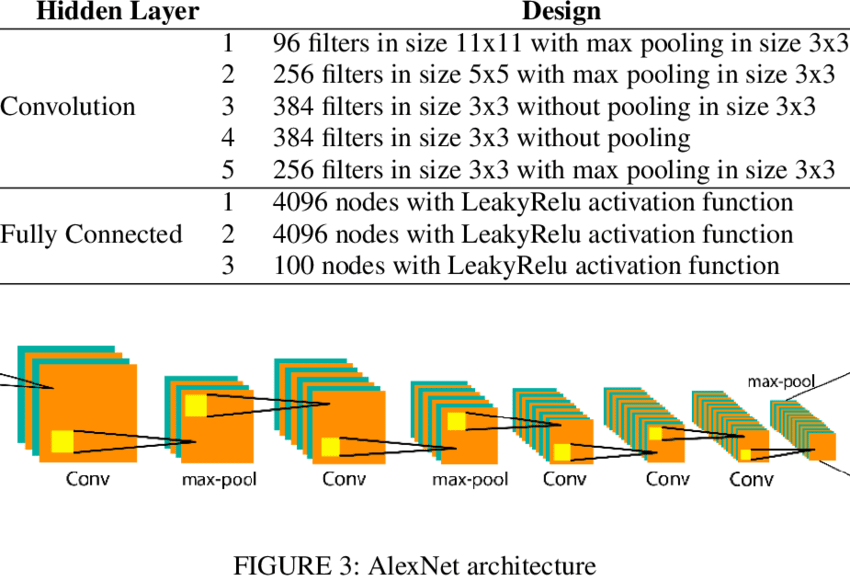 Hidden Layer Design
1 96 filters in size 11x11 with max pooling in size 3x3
2 256 filters in size 5x5 with max pooling in size 3x3
Convolution 3 384 filters in size 3x3 without pooling in size 3x3
4 384 filters in size 3x3 without pooling
5 256 filters in size 3x3 with max pooling in size 3x3
1 4096 nodes with LeakyRelu activation function
Fully Connected 2 4096 nodes with LeakyRelu activation function
3 100 nodes with LeakyRelu activation function
max-pool
Conv max-pool Conv max-pool Conv Conv Conv
FIGURE 3: AlexNet architecture